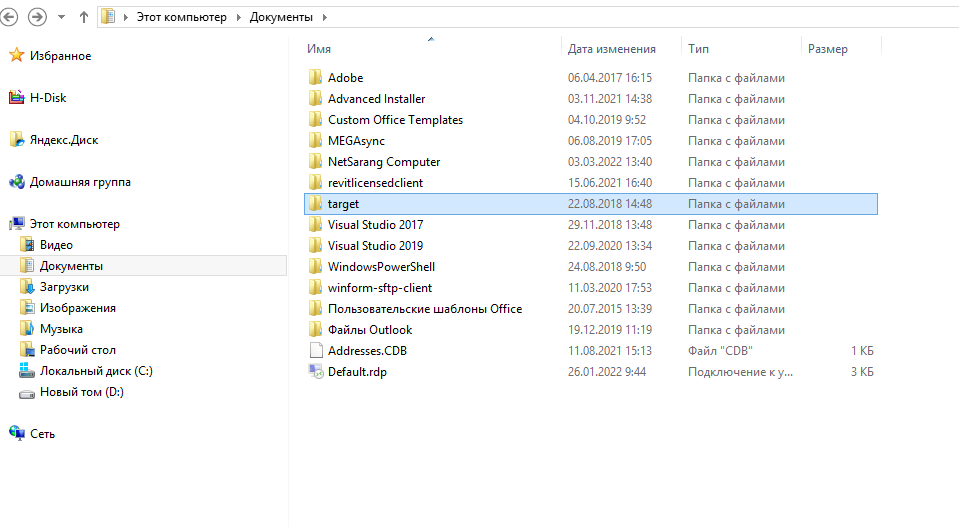 Этот компьютер Документы
Избранное
H-Disk
Яндекс.Диск
Домашняя группа
Этот компьютер
Видео
Документы
Загрузки
Изображения
Музыка
Рабочий стол
Локальный диск (C:)
Новый том (D:)
Сеть
Имя Дата изменения Тип Размер
Adobe 06.04.2017 16:15 Папка с файлами
Advanced Installer 03.11.2021 14:38 Папка с файлами
Custom Office Templates 04.10.2019 9:52 Папка с файлами
MEGAsync 06.08.2019 17:05 Папка с файлами
NetSarang Computer 03.03.2022 13:40 Папка с файлами
revitlicensedclient 15.06.2021 16:40 Папка с файлами
target 22.08.2018 14:48 Папка с файлами
Visual Studio 2017 29.11.2018 13:48 Папка с файлами
Visual Studio 2019 22.09.2020 13:34 Папка с файлами
WindowsPowerShell 24.08.2018 9:50 Папка с файлами
winform-sftp-client 11.03.2020 17:53 Папка с файлами
Пользовательские шаблоны Office 20.07.2015 13:39 Папка с файлами
Файлы Outlook 19.12.2019 11:19 Папка с файлами
Addresses.CDB 11.08.2021 15:13 Файл "CDB" 1 КБ
Default.rdp 26.01.2022 9:44 Подключение к у... 3 КБ